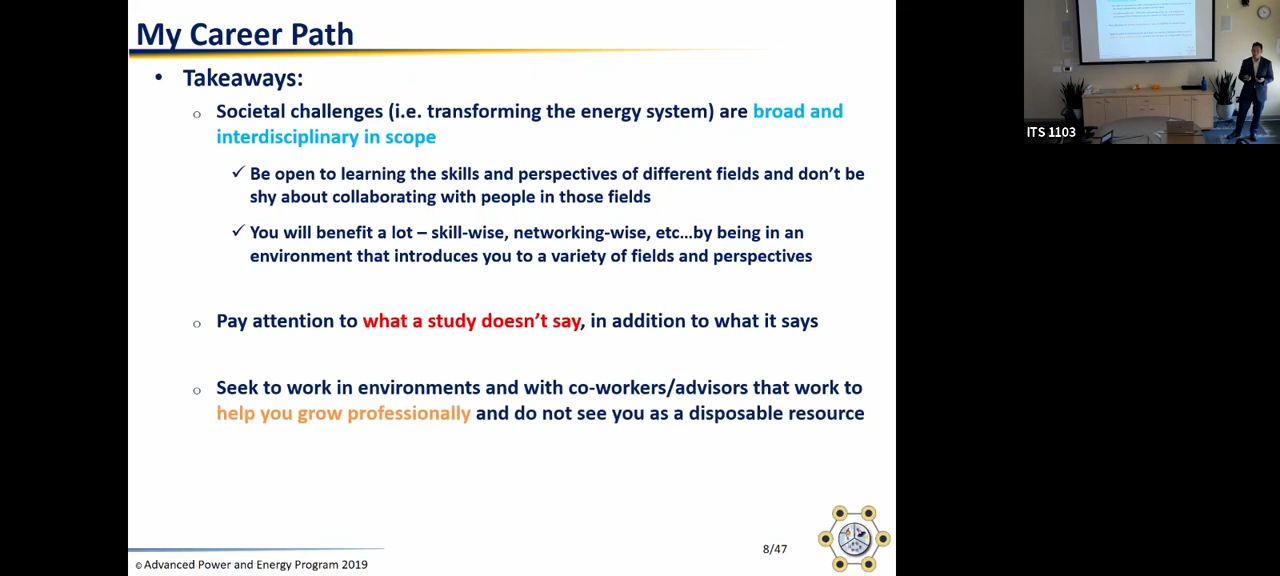 My Career Path
• Takeaways:
o Societal challenges (i.e. transforming the energy system) are broad and
interdisciplinary in scope
✓ Be open to learning the skills and perspectives of different fields and don't be
shy about collaborating with people in those fields
✓ You will benefit a lot – skill-wise, networking-wise, etc...by being in an
environment that introduces you to a variety of fields and perspectives
o Pay attention to what a study doesn't say, in addition to what it says
o Seek to work in environments and with co-workers/advisors that work to
help you grow professionally and do not see you as a disposable resource
8/47
© Advanced Power and Energy Program 2019
ITS 1103